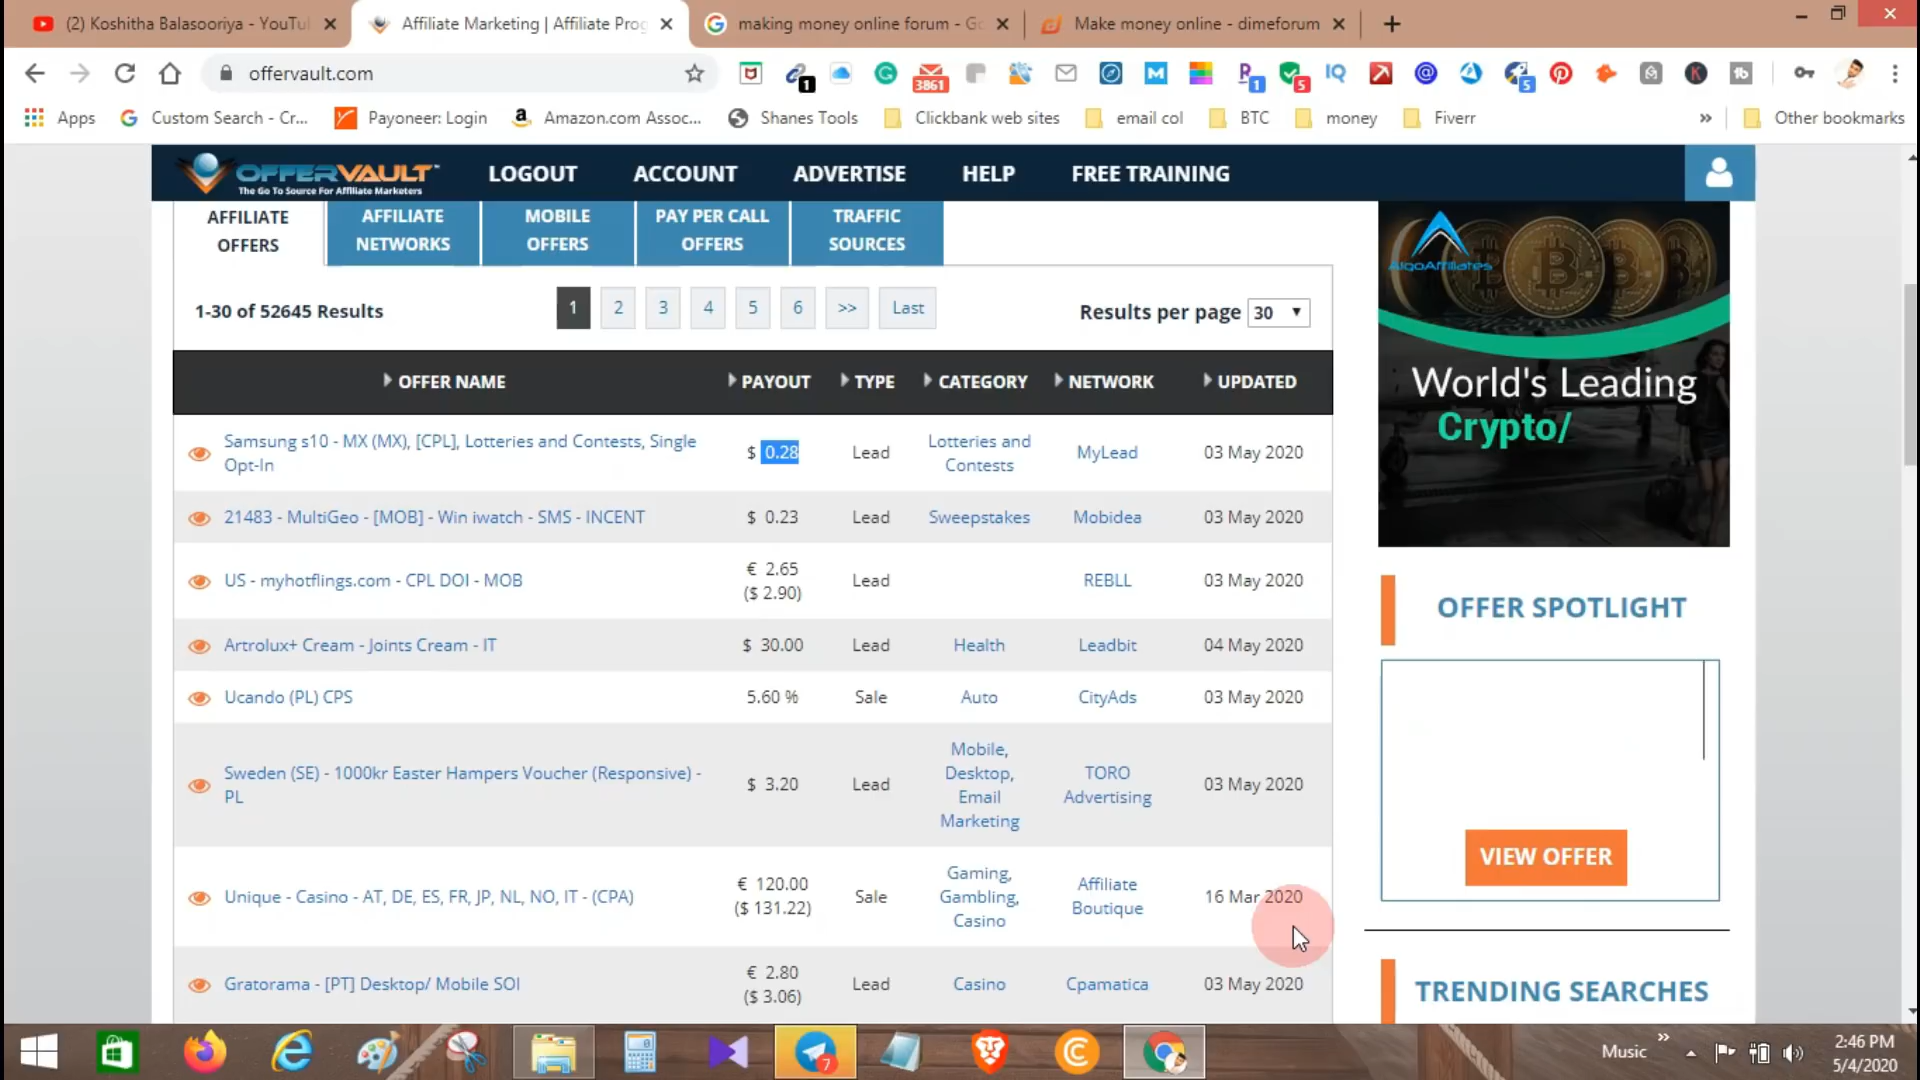 (2) Koshitha Balasooriya - YouTu
Affiliate Marketing | Affiliate Prog
making money online forum - Go
Make money online - dimeforum
offervault.com
3861
1
1
5
5
IQ
Apps
Custom Search - Cr...
Payoneer: Login
Amazon.com Assoc...
Shanes Tools
Clickbank web sites
email col
BTC
money
Fiverr
»
Other bookmarks
OFFERVAULT™
The Go To Source For Affiliate Marketers
LOGOUT
ACCOUNT
ADVERTISE
HELP
FREE TRAINING
AFFILIATE
OFFERS
AFFILIATE
NETWORKS
MOBILE
OFFERS
PAY PER CALL
OFFERS
TRAFFIC
SOURCES
1-30 of 52645 Results
1
2
3
4
5
6
>>
Last
Results per page 30
OFFER NAME
PAYOUT
TYPE
CATEGORY
NETWORK
UPDATED
Samsung s10 - MX (MX), [CPL], Lotteries and Contests, Single
Opt-In
$ 0.28
Lead
Lotteries and
Contests
MyLead
03 May 2020
21483 - MultiGeo - [MOB] - Win iwatch - SMS - INCENT
$ 0.23
Lead
Sweepstakes
Mobidea
03 May 2020
US - myhotflings.com - CPL DOI - MOB
€ 2.65
($ 2.90)
Lead
REBLL
03 May 2020
Artrolux+ Cream - Joints Cream - IT
$ 30.00
Lead
Health
Leadbit
04 May 2020
Ucando (PL) CPS
5.60 %
Sale
Auto
CityAds
03 May 2020
Sweden (SE) - 1000kr Easter Hampers Voucher (Responsive) -
PL
$ 3.20
Lead
Mobile,
Desktop,
Email
Marketing
TORO
Advertising
03 May 2020
Unique - Casino - AT, DE, ES, FR, JP, NL, NO, IT - (CPA)
€ 120.00
($ 131.22)
Sale
Gaming,
Gambling,
Casino
Affiliate
Boutique
16 Mar 2020
Gratorama - [PT] Desktop/ Mobile SOI
€ 2.80
($ 3.06)
Lead
Casino
Cpamatica
03 May 2020
AlgoAffiliates
World's Leading
Crypto/
OFFER SPOTLIGHT
VIEW OFFER
TRENDING SEARCHES
7
Music
»
2:46 PM
5/4/2020